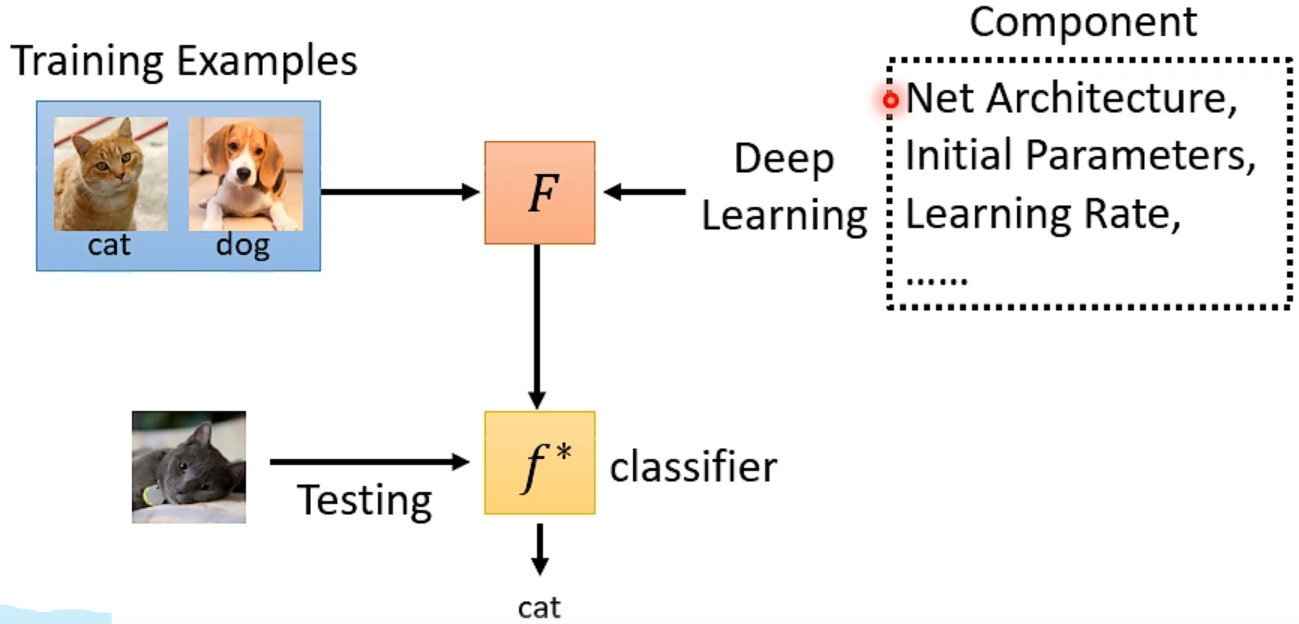 Component
Training Examples
Net Architecture,
Initial Parameters,
Learning Rate,
......
Deep
Learning
F
cat
dog
f*
classifier
Testing
cat